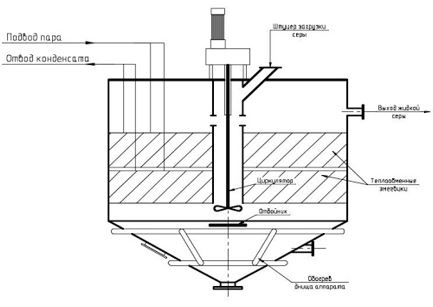 Штуцер загрузки
серы
Подвод пара
Отвод конденсата
Выход жидкой
серы
Теплообменные
змеевики
Циркулятор
Отбойник
Обогрев
днища аппарата